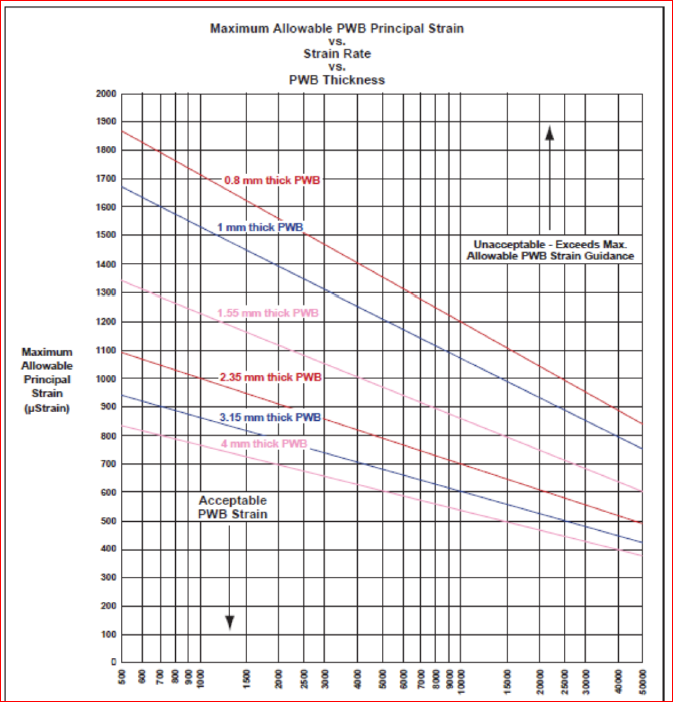 Maximum Allowable PWB Principal Strain
vs.
Strain Rate
vs.
PWB Thickness
2000
1900
1800
1700
1600
1500
1400
1300
1200
1100
1000
900
800
700
600
500
400
300
200
100
0
Maximum
Allowable
Principal
Strain
(µStrain)
0.8 mm thick PWB
1 mm thick PWB
1.55 mm thick PWB
2.35 mm thick PWB
3.15 mm thick PWB
4 mm thick PWB
Unacceptable - Exceeds Max.
Allowable PWB Strain Guidance
Acceptable
PWB Strain
500
600
700
800
900
1000
1500
2000
2500
3000
4000
5000
6000
7000
8000
9000
10000
15000
20000
25000
30000
40000
50000